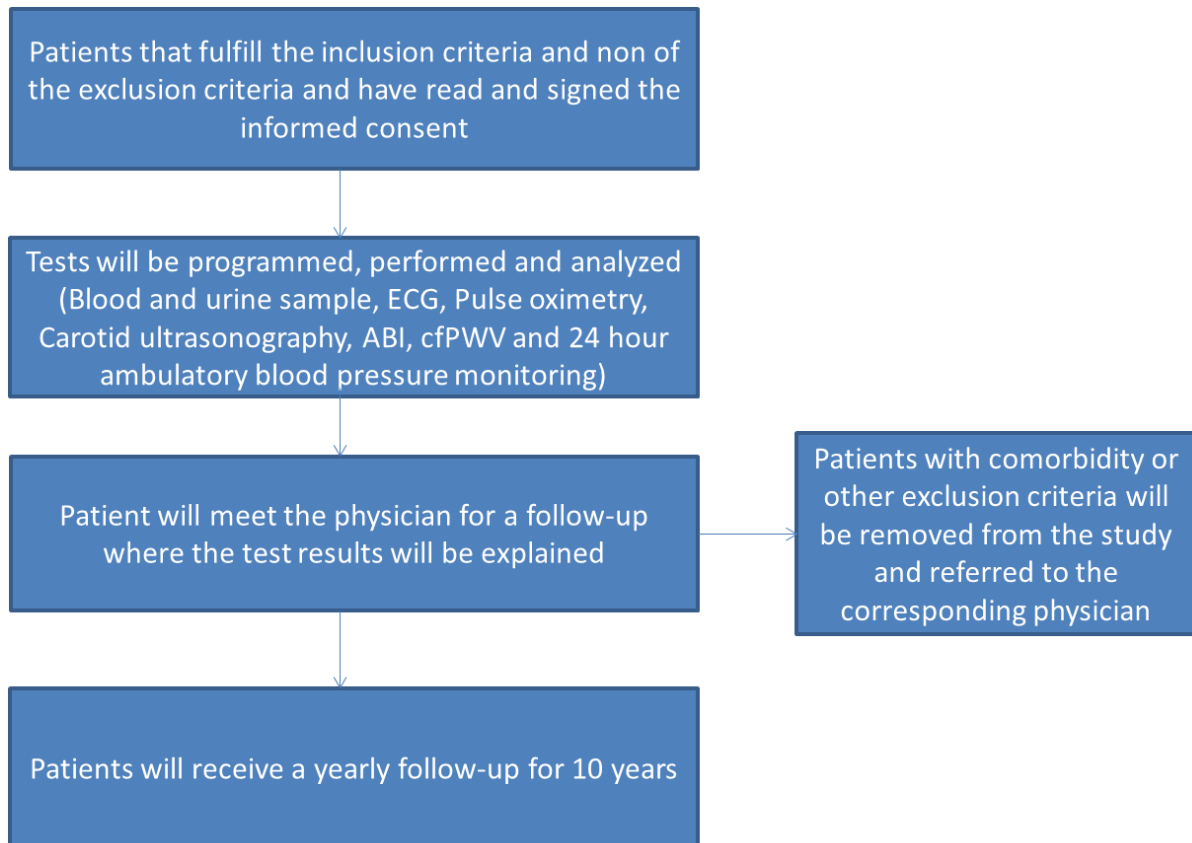 Patients that fulfill the inclusion criteria and non of
the exclusion criteria and have read and signed the
informed consent
Tests will be programmed, performed and analyzed
(Blood and urine sample, ECG, Pulse oximetry,
Carotid ultrasonography, ABI, cfPWV and 24 hour
ambulatory blood pressure monitoring)
Patient will meet the physician for a follow-up
where the test results will be explained
Patients with comorbidity or
other exclusion criteria will
be removed from the study
and referred to the
corresponding physician
Patients will receive a yearly follow-up for 10 years